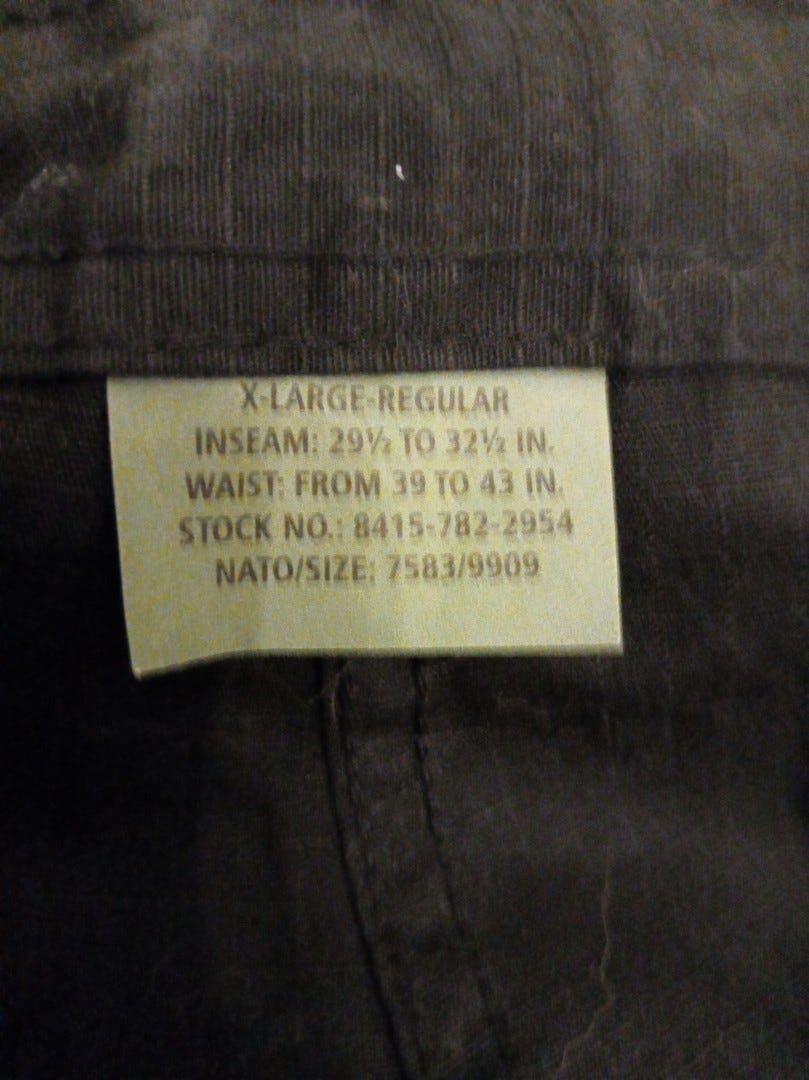 X-LARGE-REGULAR
INSEAM: 29½ TO 32½ IN.
WAIST: FROM 39 TO 43 IN.
STOCK NO.: 8415-782-2954
NATO/SIZE: 7583/9909